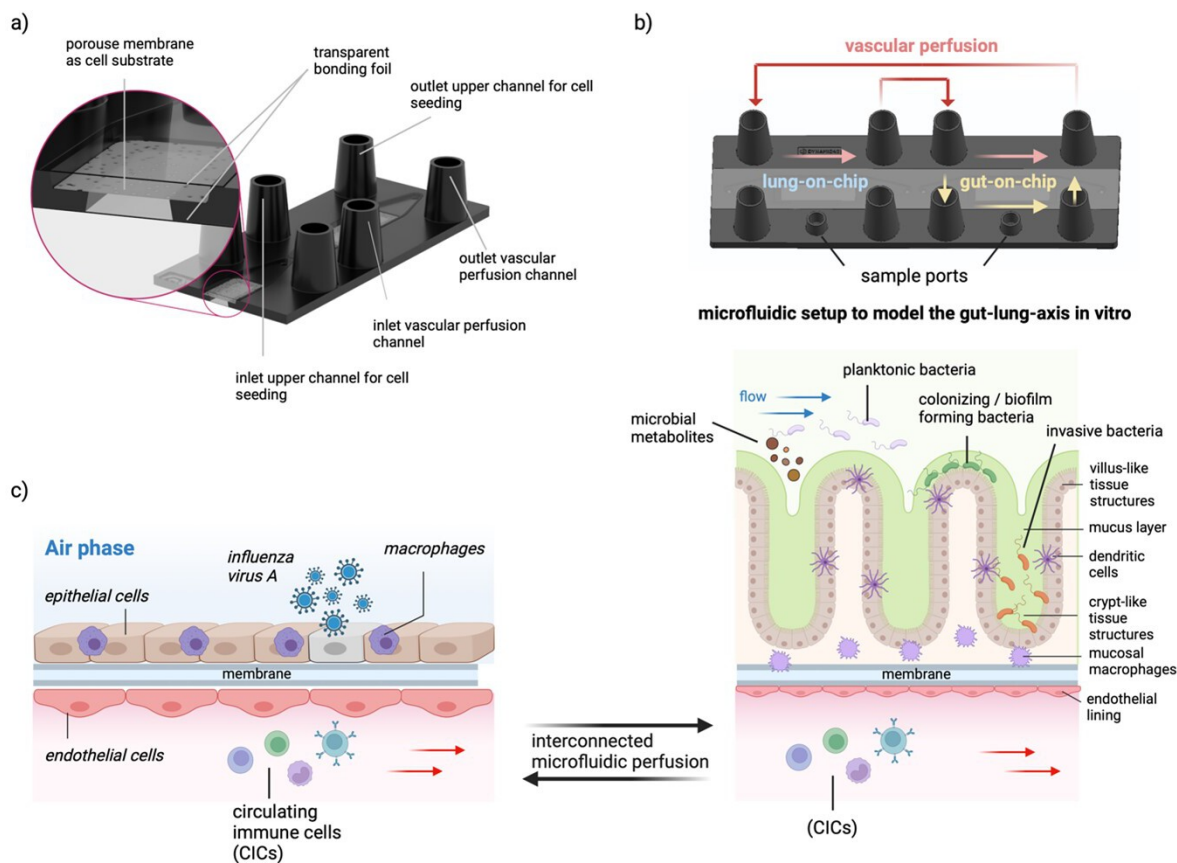 a)
porouse membrane
as cell substrate
transparent
bonding foil
outlet upper channel for cell
seeding
outlet vascular
perfusion channel
inlet vascular perfusion
channel
inlet upper channel for cell
seeding
b)
vascular perfusion
lung-on-chip
gut-on-chip
sample ports
microfluidic setup to model the gut-lung-axis in vitro
planktonic bacteria
flow
colonizing / biofilm
forming bacteria
microbial
metabolites
invasive bacteria
villus-like
tissue
structures
mucus layer
dendritic
cells
crypt-like
tissue
structures
mucosal
macrophages
membrane
endothelial
lining
(CICs)
c)
Air phase
influenza
virus A
macrophages
epithelial cells
membrane
endothelial cells
circulating
immune cells
(CICs)
interconnected
microfluidic perfusion